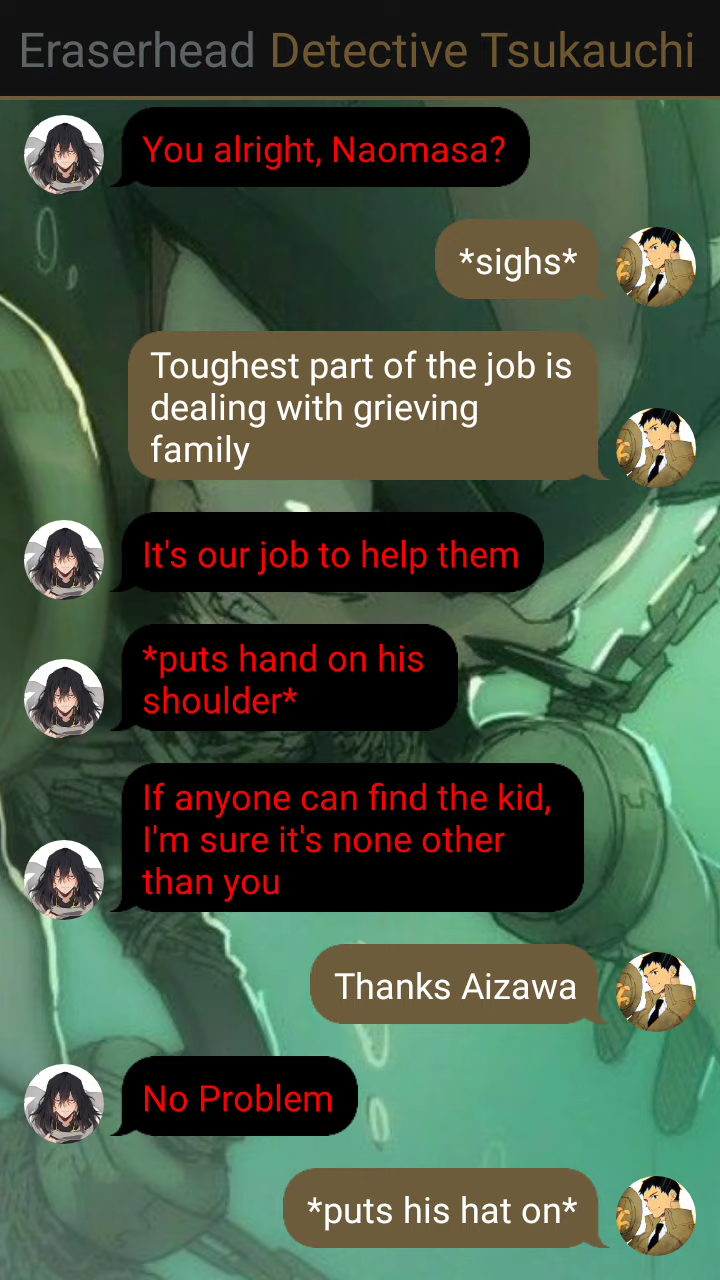 Eraserhead Detective Tsukauchi
You alright, Naomasa?
*sighs*
Toughest part of the job is
dealing with grieving
family
It's our job to help them
*puts hand on his
shoulder*
If anyone can find the kid,
I'm sure it's none other
than you
Thanks Aizawa
No Problem
*puts his hat on*